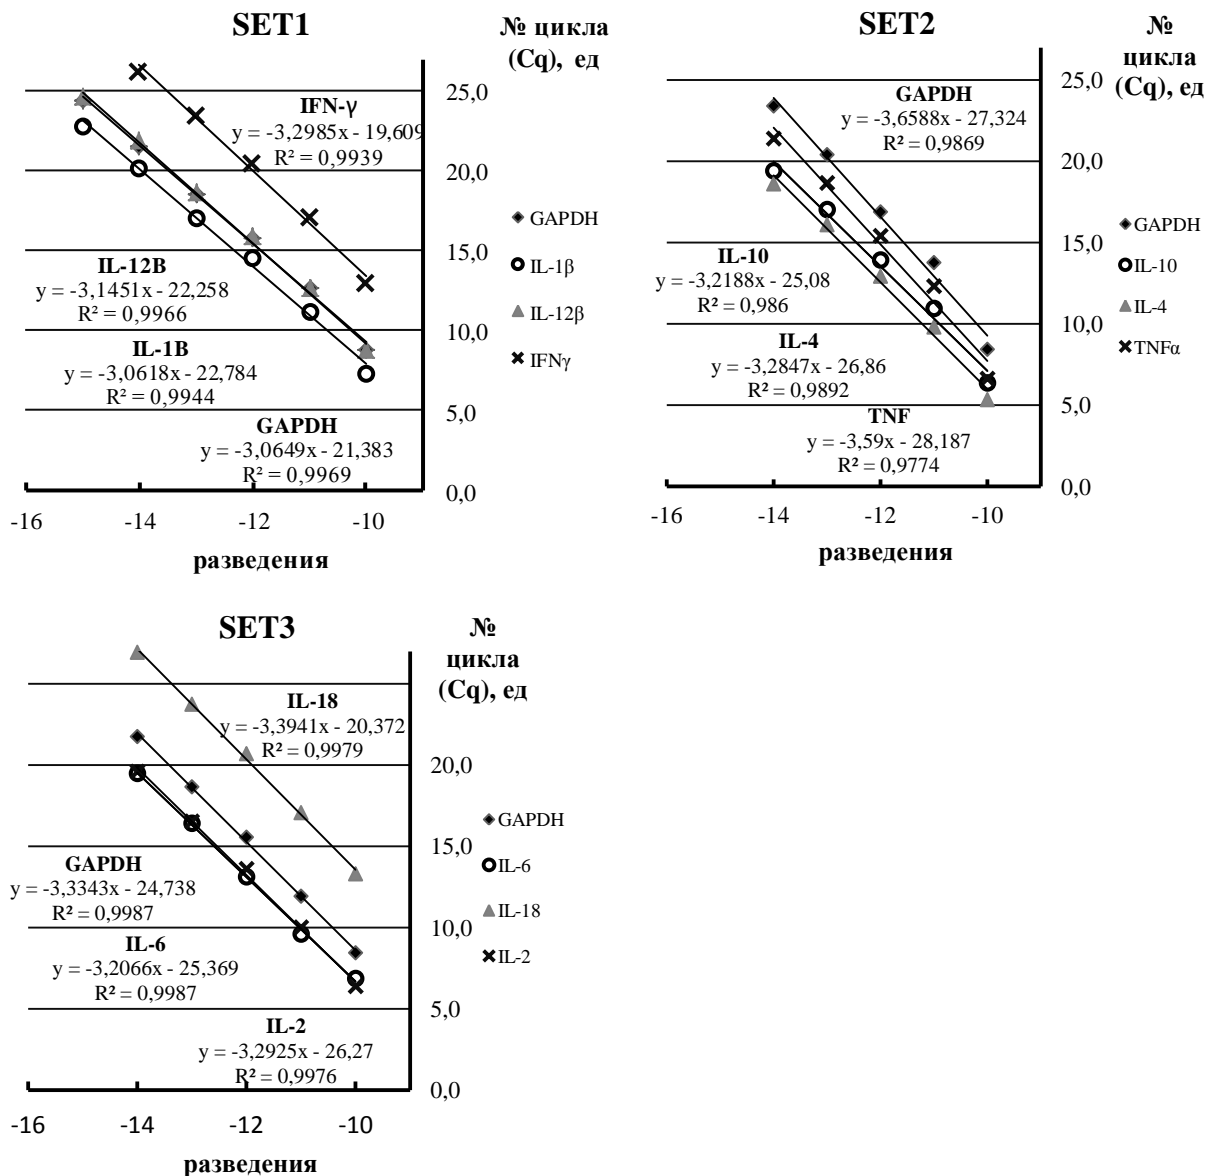 SET1
№ цикла
(Cq), ед
25,0
20,0
15,0
10,0
5,0
0,0
IFN-γ
y = -3,2985x - 19,609
R² = 0,9939
IL-12B
y = -3,1451x - 22,258
R² = 0,9966
IL-1B
y = -3,0618x - 22,784
R² = 0,9944
GAPDH
y = -3,0649x - 21,383
R² = 0,9969
GAPDH
IL-1β
IL-12β
IFNγ
-16 -14 -12 -10
разведения
SET2
№
цикла
(Cq), ед
25,0
20,0
15,0
10,0
5,0
0,0
GAPDH
y = -3,6588x - 27,324
R² = 0,9869
IL-10
y = -3,2188x - 25,08
R² = 0,986
IL-4
y = -3,2847x - 26,86
R² = 0,9892
TNF
y = -3,59x - 28,187
R² = 0,9774
GAPDH
IL-10
IL-4
TNFα
-16 -14 -12 -10
разведения
SET3
№
цикла
(Cq), ед
20,0
15,0
10,0
5,0
0,0
IL-18
y = -3,3941x - 20,372
R² = 0,9979
GAPDH
y = -3,3343x - 24,738
R² = 0,9987
IL-6
y = -3,2066x - 25,369
R² = 0,9987
IL-2
y = -3,2925x - 26,27
R² = 0,9976
GAPDH
IL-6
IL-18
IL-2
-16 -14 -12 -10
разведения